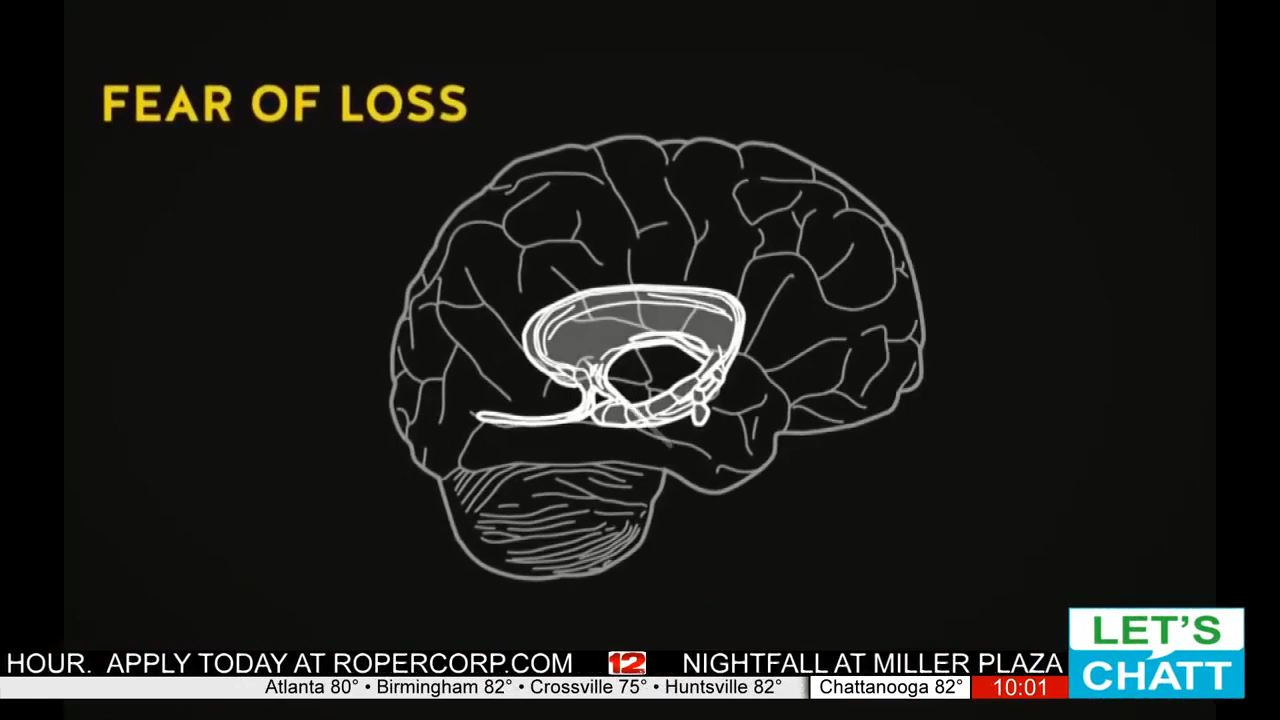 FEAR OF LOSS
LET'S
CHATT
HOUR. APPLY TODAY AT ROPERCORP.COM 12 NIGHTFALL AT MILLER PLAZA
Atlanta 80° • Birmingham 82° • Crossville 75° • Huntsville 82° Chattanooga 82° 10:01